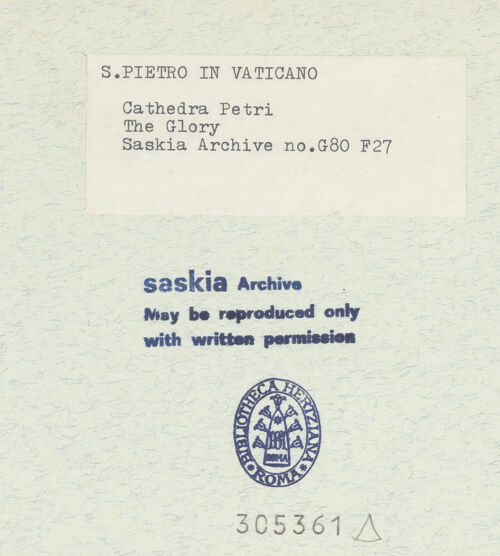 S.PIETRO IN VATICANO
Cathedra Petri
The Glory
Saskia Archive no.G80 F27
saskia Archive
May be reproduced only
with written permission
BIBLIOTHECA HERTZIANA
ROMA
ROMA
305361